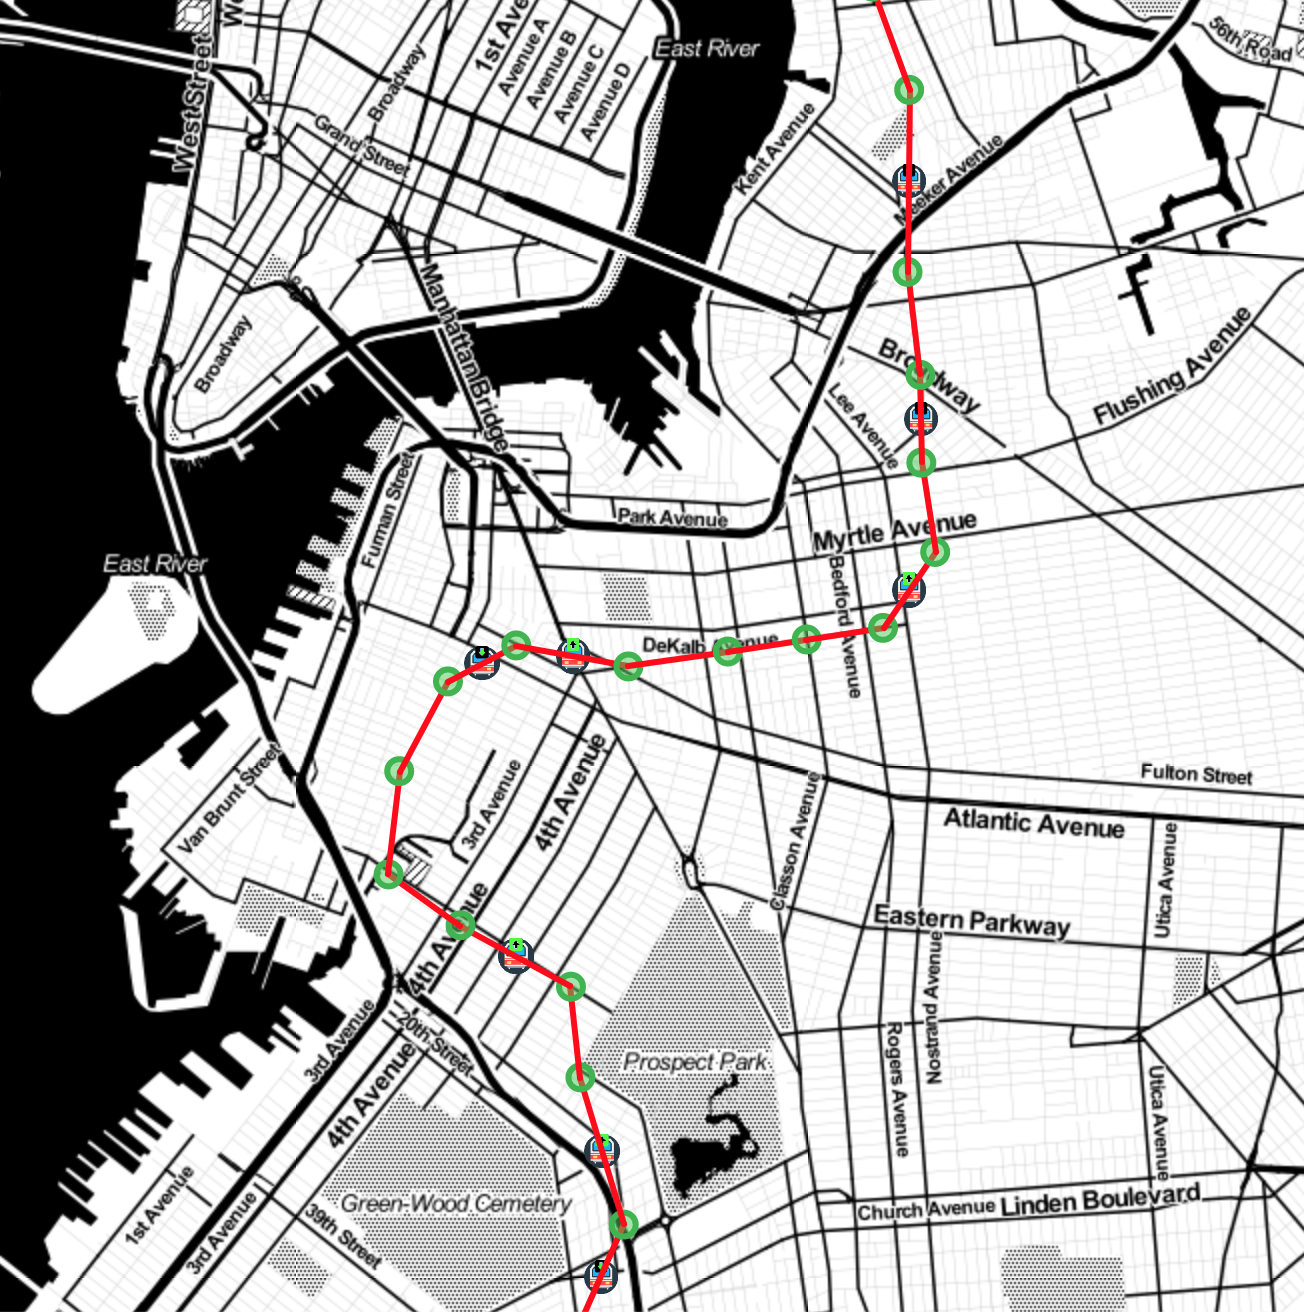 We
1st Ave
East River
56th Road
Broadway
Avenue A
Avenue B
Avenue C
Avenue D
West Street
Grand Street
Kent Avenue
Meeker Avenue
Manhattan Bridge
Broadway
Broadway
Flushing Avenue
Lee Avenue
Furman Street
Park Avenue
Myrtle Avenue
East River
Bedford Avenue
DeKalb Avenue
Van Brunt Street
3rd Avenue
4th Avenue
Fulton Street
Atlantic Avenue
Classon Avenue
Utica Avenue
4th Avenue
Eastern Parkway
Nostrand Avenue
Rogers Avenue
3rd Avenue
20th Street
4th Avenue
Prospect Park
Utica Avenue
1st Avenue
3rd Avenue
Green-Wood Cemetery
39th Street
Church Avenue
Linden Boulevard